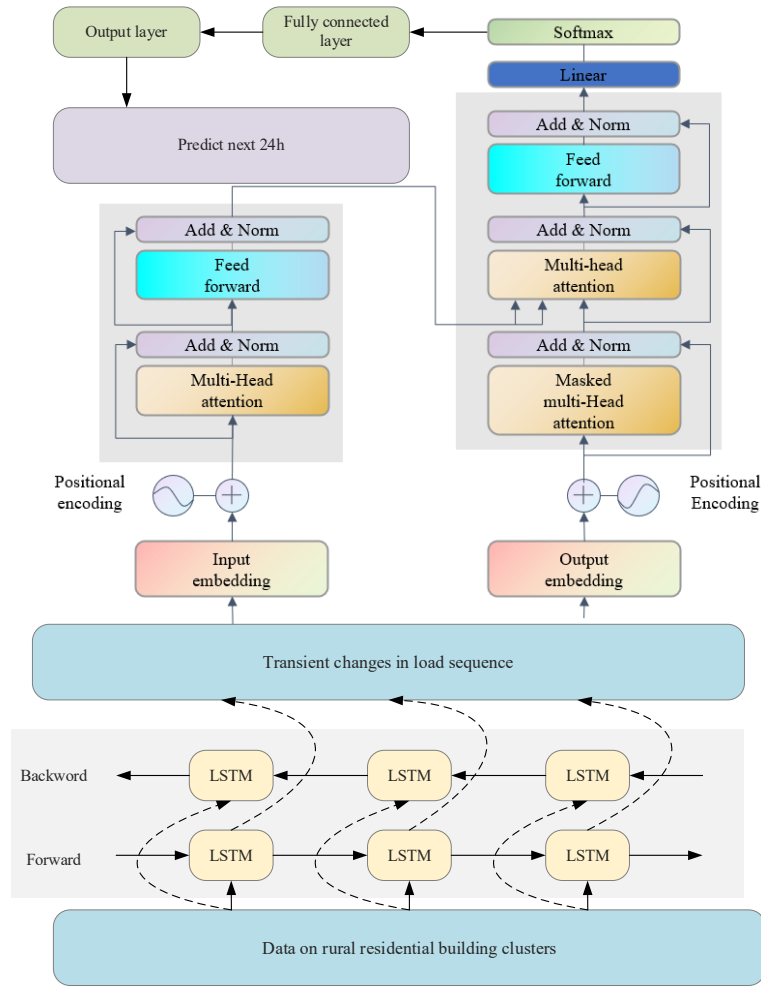 Output layer
Fully connected
layer
Softmax
Linear
Predict next 24h
Add & Norm
Feed
forward
Add & Norm
Multi-head
attention
Add & Norm
Masked
multi-Head
attention
Add & Norm
Feed
forward
Add & Norm
Multi-Head
attention
Positional
encoding
Positional
Encoding
Input
embedding
Output
embedding
Transient changes in load sequence
Backword
LSTM
LSTM
LSTM
Forward
LSTM
LSTM
LSTM
Data on rural residential building clusters